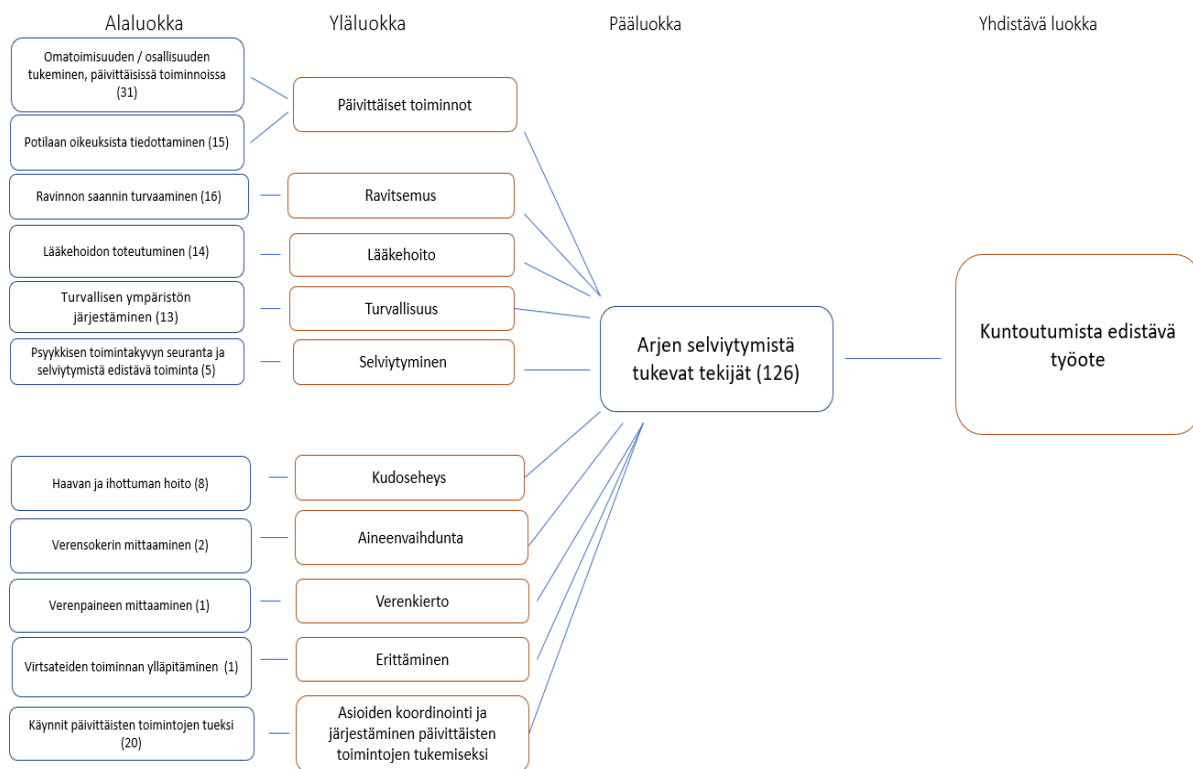 Alaluokka
Yläluokka
Pääluokka
Yhdistävä luokka
Omatoimisuuden / osallisuuden
tukeminen, päivittäisissä toiminnoissa
(31)
Potilaan oikeuksista tiedottaminen (15)
Päivittäiset toiminnot
Ravinnon saannin turvaaminen (16)
Ravitsemus
Lääkehoidon toteutuminen (14)
Lääkehoito
Turvallisen ympäristön
järjestäminen (13)
Turvallisuus
Psyykkisen toimintakyvyn seuranta ja
selviytymistä edistävä toiminta (5)
Selviytyminen
Arjen selviytymistä
tukevat tekijät (126)
Kuntoutumista edistävä
työote
Haavan ja ihottuman hoito (8)
Kudoseheys
Verensokerin mittaaminen (2)
Aineenvaihdunta
Verenpaineen mittaaminen (1)
Verenkierto
Virtsateiden toiminnan ylläpitäminen (1)
Erittäminen
Käynnit päivittäisten toimintojen tueksi
(20)
Asioiden koordinointi ja
järjestäminen päivittäisten
toimintojen tukemiseksi